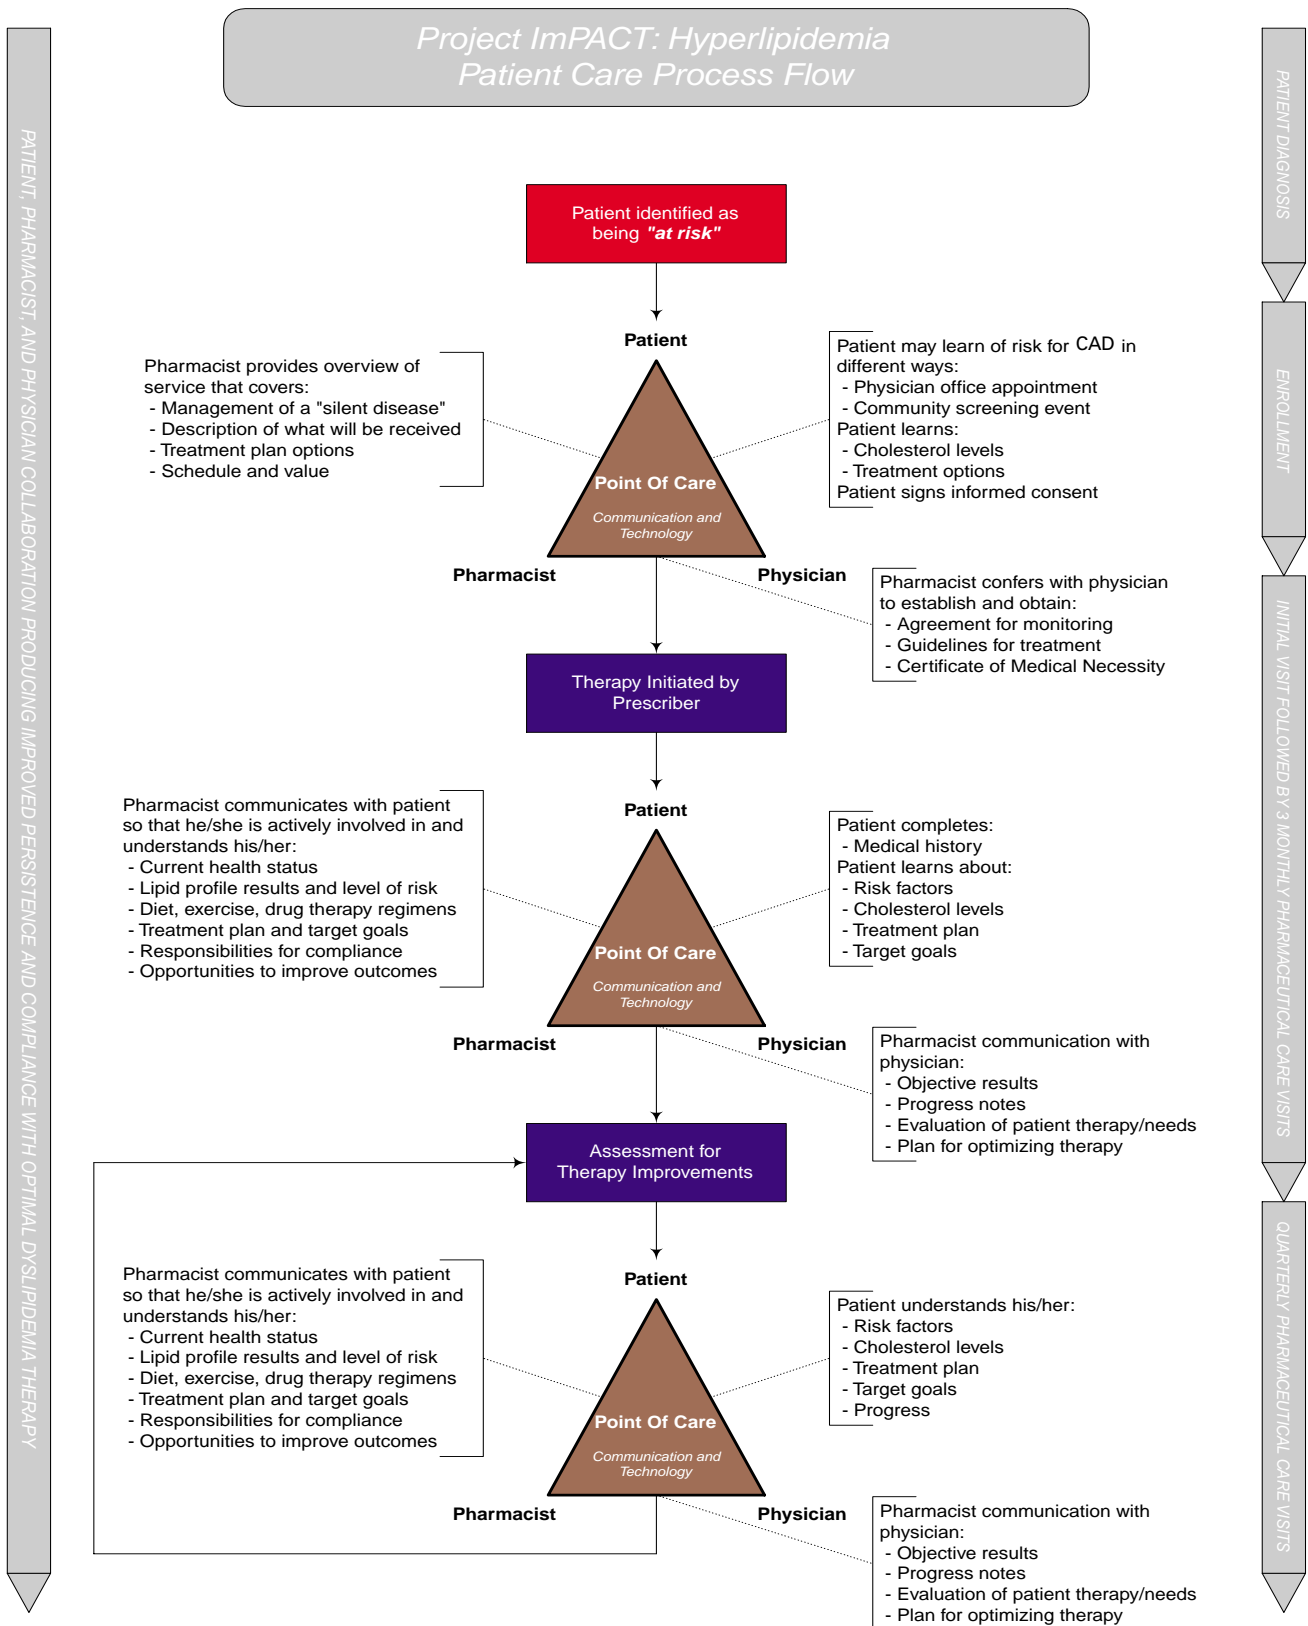 Project ImPACT: Hyperlipidemia
Patient Care Process Flow
PATIENT, PHARMACIST, AND PHYSICIAN COLLABORATION PRODUCING IMPROVED PERSISTENCE AND COMPLIANCE WITH OPTIMAL DYSLIPIDEMIA THERAPY
PATIENT DIAGNOSIS
Patient identified as
being "at risk"
ENROLLMENT
Patient
Pharmacist provides overview of
service that covers:
- Management of a "silent disease"
- Description of what will be received
- Treatment plan options
- Schedule and value
Patient may learn of risk for CAD in
different ways:
- Physician office appointment
- Community screening event
Patient learns:
- Cholesterol levels
- Treatment options
Patient signs informed consent
Point Of Care
Communication and
Technology
Pharmacist
Physician
Pharmacist confers with physician
to establish and obtain:
- Agreement for monitoring
- Guidelines for treatment
- Certificate of Medical Necessity
INITIAL VISIT FOLLOWED BY 3 MONTHLY PHARMACEUTICAL CARE VISITS
Therapy Initiated by
Prescriber
Patient
Pharmacist communicates with patient
so that he/she is actively involved in and
understands his/her:
- Current health status
- Lipid profile results and level of risk
- Diet, exercise, drug therapy regimens
- Treatment plan and target goals
- Responsibilities for compliance
- Opportunities to improve outcomes
Patient completes:
- Medical history
Patient learns about:
- Risk factors
- Cholesterol levels
- Treatment plan
- Target goals
Point Of Care
Communication and
Technology
Pharmacist
Physician
Pharmacist communication with
physician:
- Objective results
- Progress notes
- Evaluation of patient therapy/needs
- Plan for optimizing therapy
Assessment for
Therapy Improvements
QUARTERLY PHARMACEUTICAL CARE VISITS
Patient
Pharmacist communicates with patient
so that he/she is actively involved in and
understands his/her:
- Current health status
- Lipid profile results and level of risk
- Diet, exercise, drug therapy regimens
- Treatment plan and target goals
- Responsibilities for compliance
- Opportunities to improve outcomes
Patient understands his/her:
- Risk factors
- Cholesterol levels
- Treatment plan
- Target goals
- Progress
Point Of Care
Communication and
Technology
Pharmacist
Physician
Pharmacist communication with
physician:
- Objective results
- Progress notes
- Evaluation of patient therapy/needs
- Plan for optimizing therapy